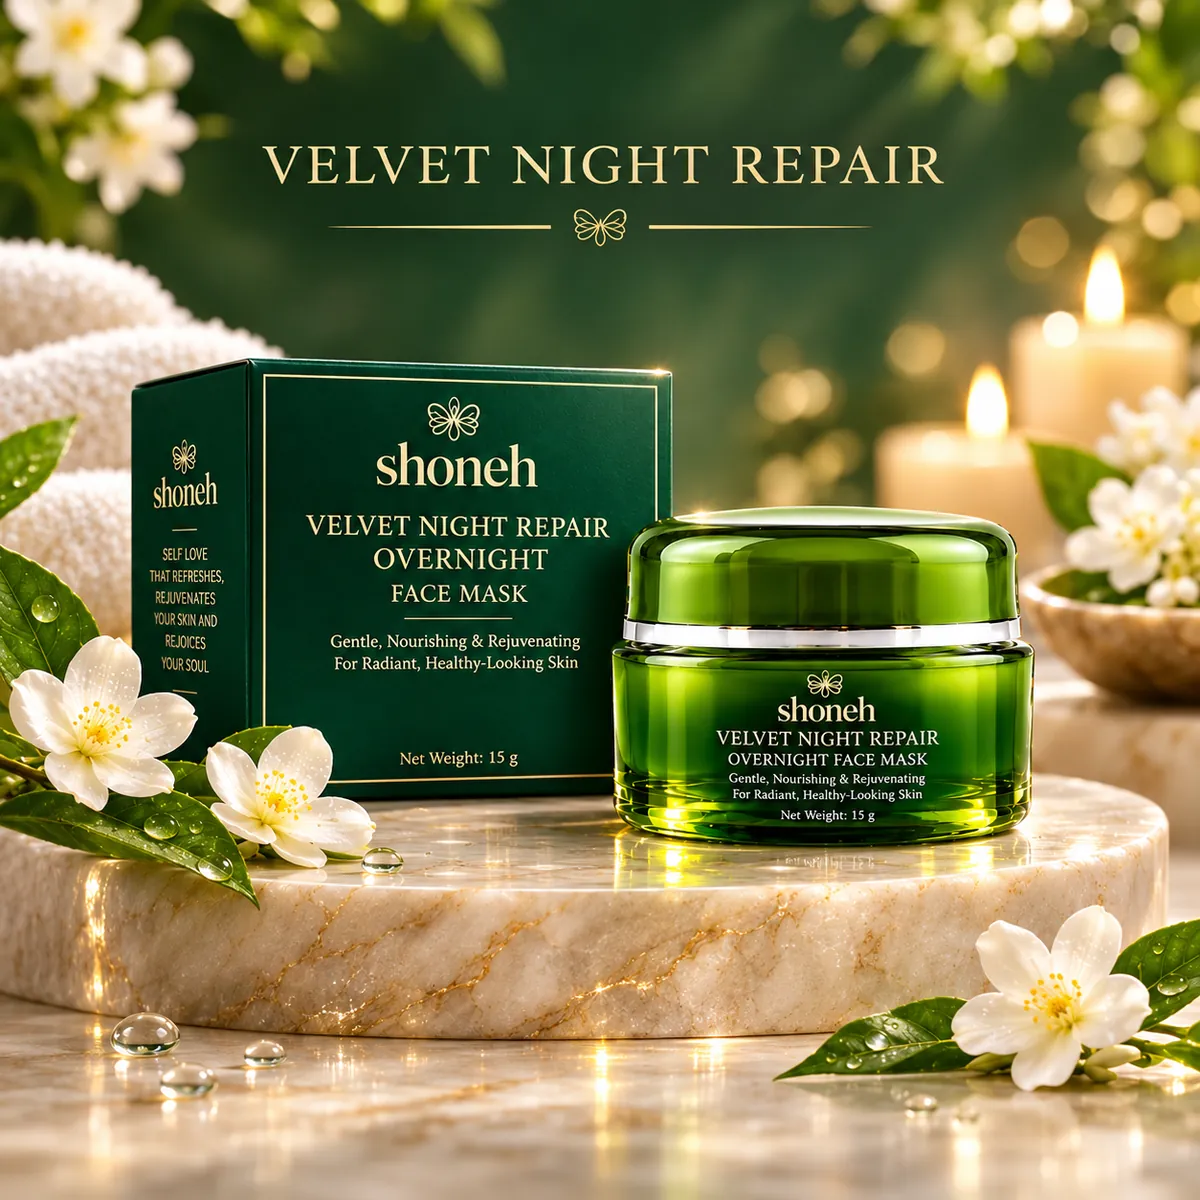 VELVET NIGHT REPAIR
shoneh
SELF LOVE
THAT REFRESHES,
REJUVENATES
YOUR SKIN AND
REJOICES
YOUR SOUL
shoneh
VELVET NIGHT REPAIR
OVERNIGHT
FACE MASK
Gentle, Nourishing & Rejuvenating
For Radiant, Healthy-Looking Skin
Net Weight: 15 g
shoneh
VELVET NIGHT REPAIR
OVERNIGHT FACE MASK
Gentle, Nourishing & Rejuvenating
For Radiant, Healthy-Looking Skin
Net Weight: 15 g